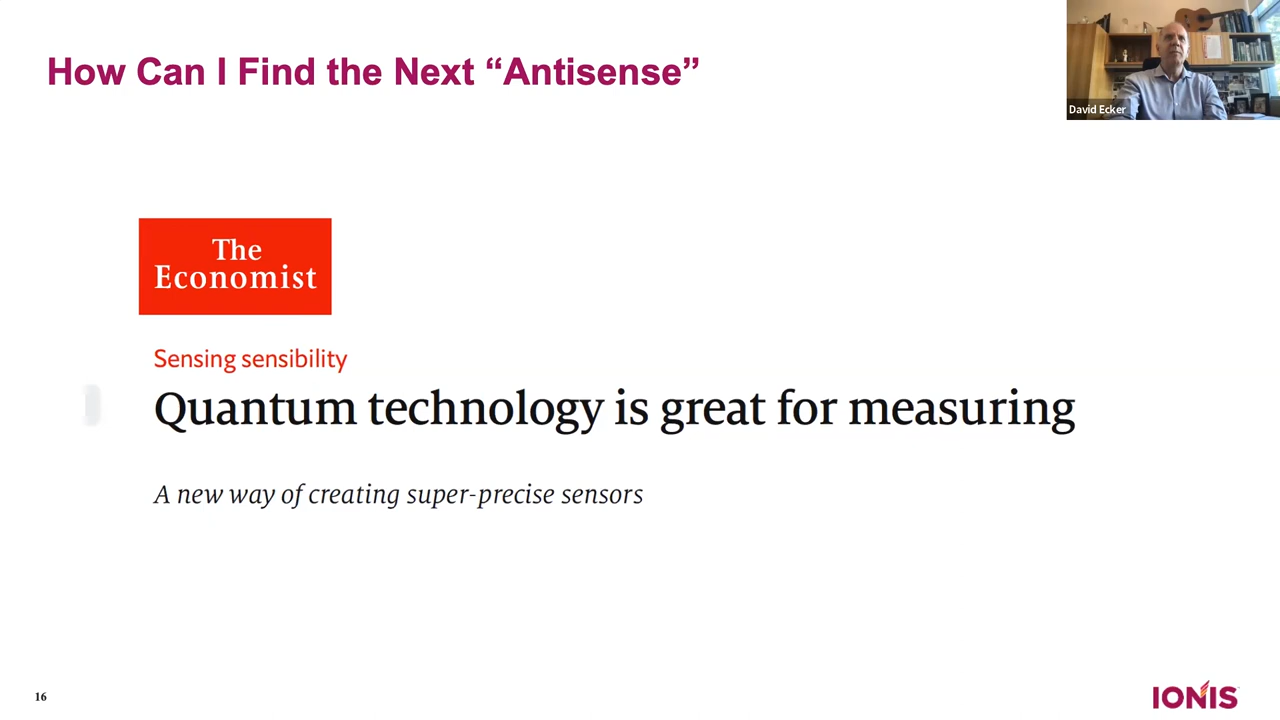 How Can I Find the Next “Antisense”
David Ecker
The
Economist
Sensing sensibility
Quantum technology is great for measuring
A new way of creating super-precise sensors
16
IONIS